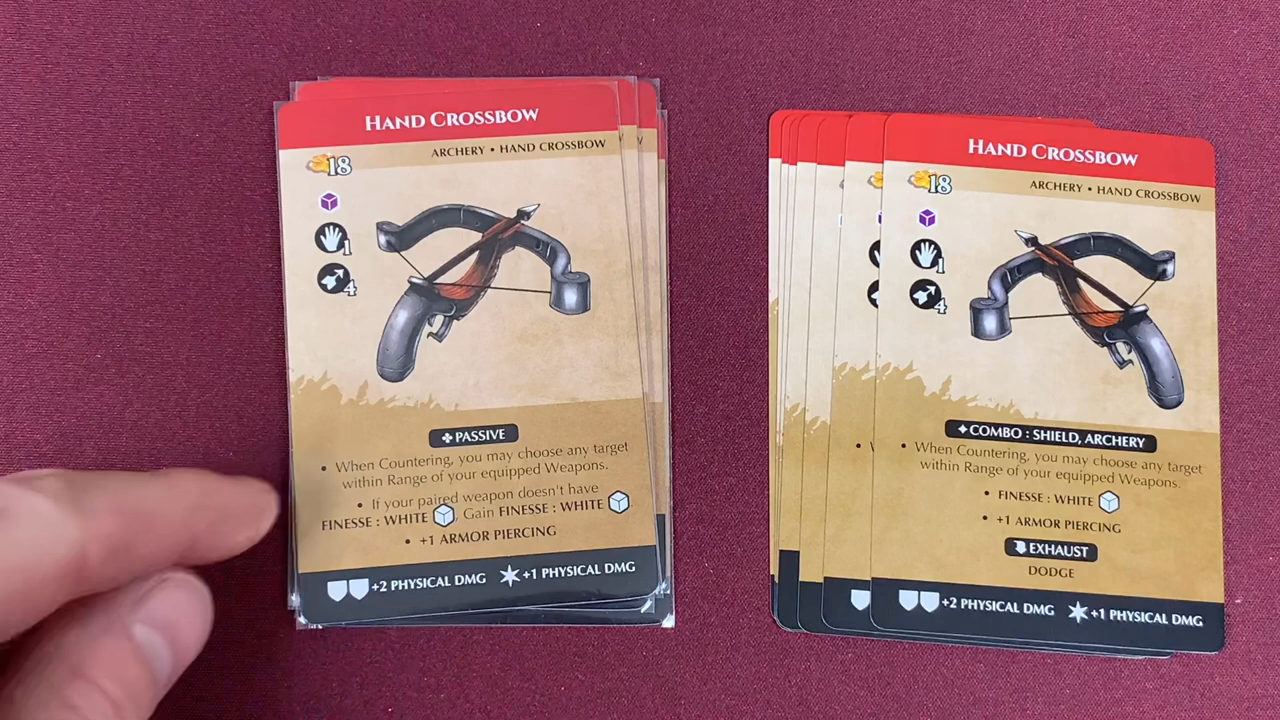 HAND CROSSBOW
18
ARCHERY • HAND CROSSBOW
1
4
PASSIVE
• When Countering, you may choose any target
within Range of your equipped Weapons.
• If your paired weapon doesn't have
FINESSE : WHITE , Gain FINESSE : WHITE .
• +1 ARMOR PIERCING
+2 PHYSICAL DMG +1 PHYSICAL DMG
HAND CROSSBOW
18
ARCHERY • HAND CROSSBOW
1
4
COMBO : SHIELD, ARCHERY
• When Countering, you may choose any target
within Range of your equipped Weapons.
• FINESSE : WHITE
• +1 ARMOR PIERCING
EXHAUST
DODGE
+2 PHYSICAL DMG +1 PHYSICAL DMG